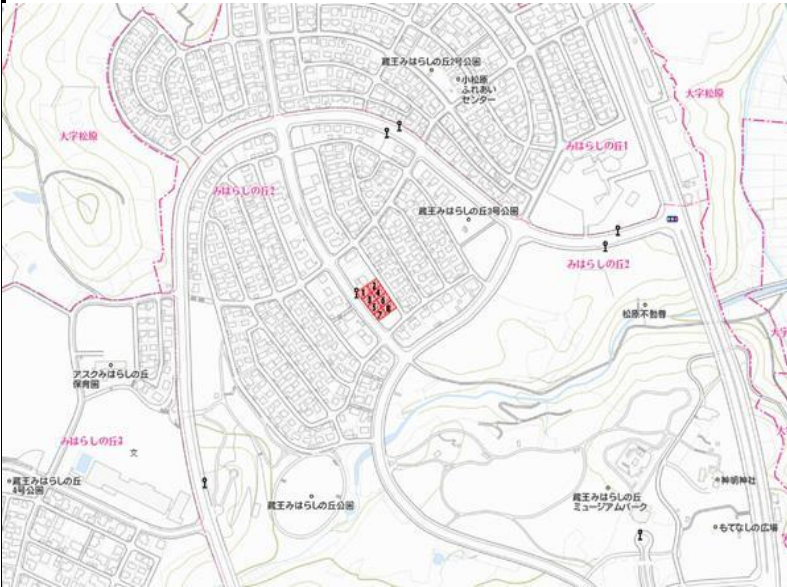 蔵王みはらしの丘2号公園
小松原
ふれあい
センター
大字松原
大字松原
みはらしの丘1
みはらしの丘2
蔵王みはらしの丘3号公園
みはらしの丘2
松原不動尊
アスクみはらしの丘
保育園
みはらしの丘3
文
蔵王みはらしの丘
4号公園
蔵王みはらしの丘公園
蔵王みはらしの丘
ミュージアムパーク
神明神社
もてなしの広場